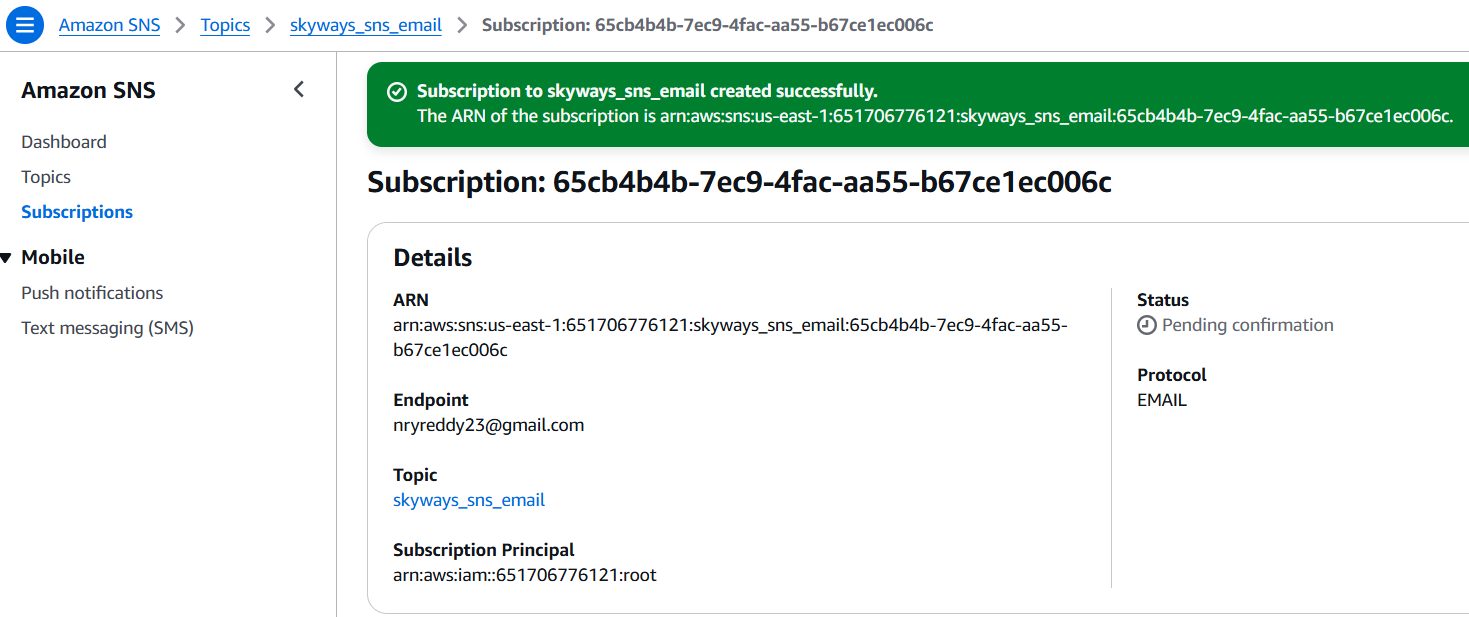 Amazon SNS > Topics > skyways_sns_email > Subscription: 65cb4b4b-7ec9-4fac-aa55-b67ce1ec006c
Amazon SNS
Dashboard
Topics
Subscriptions
Mobile
Push notifications
Text messaging (SMS)
Subscription to skyways_sns_email created successfully.
The ARN of the subscription is arn:aws:sns:us-east-1:651706776121:skyways_sns_email:65cb4b4b-7ec9-4fac-aa55-b67ce1ec006c.
Subscription: 65cb4b4b-7ec9-4fac-aa55-b67ce1ec006c
Details
ARN
arn:aws:sns:us-east-1:651706776121:skyways_sns_email:65cb4b4b-7ec9-4fac-aa55-
b67ce1ec006c
Endpoint
nryreddy23@gmail.com
Topic
skyways_sns_email
Subscription Principal
arn:aws:iam::651706776121:root
Status
Pending confirmation
Protocol
EMAIL